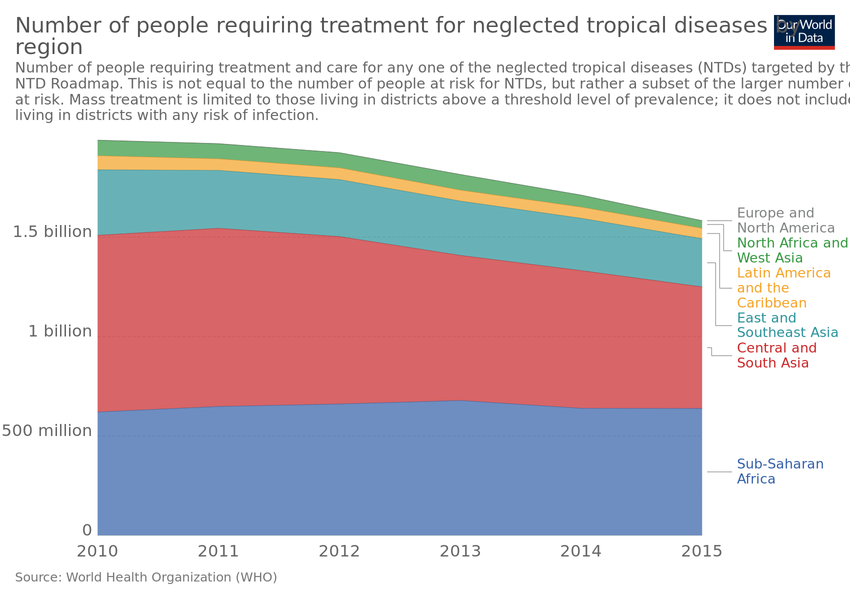 Number of people requiring treatment for neglected tropical diseases by
region
Our World
in Data
Number of people requiring treatment and care for any one of the neglected tropical diseases (NTDs) targeted by th
NTD Roadmap. This is not equal to the number of people at risk for NTDs, but rather a subset of the larger number
at risk. Mass treatment is limited to those living in districts above a threshold level of prevalence; it does not include
living in districts with any risk of infection.
1.5 billion
1 billion
500 million
0
2010 2011 2012 2013 2014 2015
Europe and
North America
North Africa and
West Asia
Latin America
and the
Caribbean
East and
Southeast Asia
Central and
South Asia
Sub-Saharan
Africa
Source: World Health Organization (WHO)